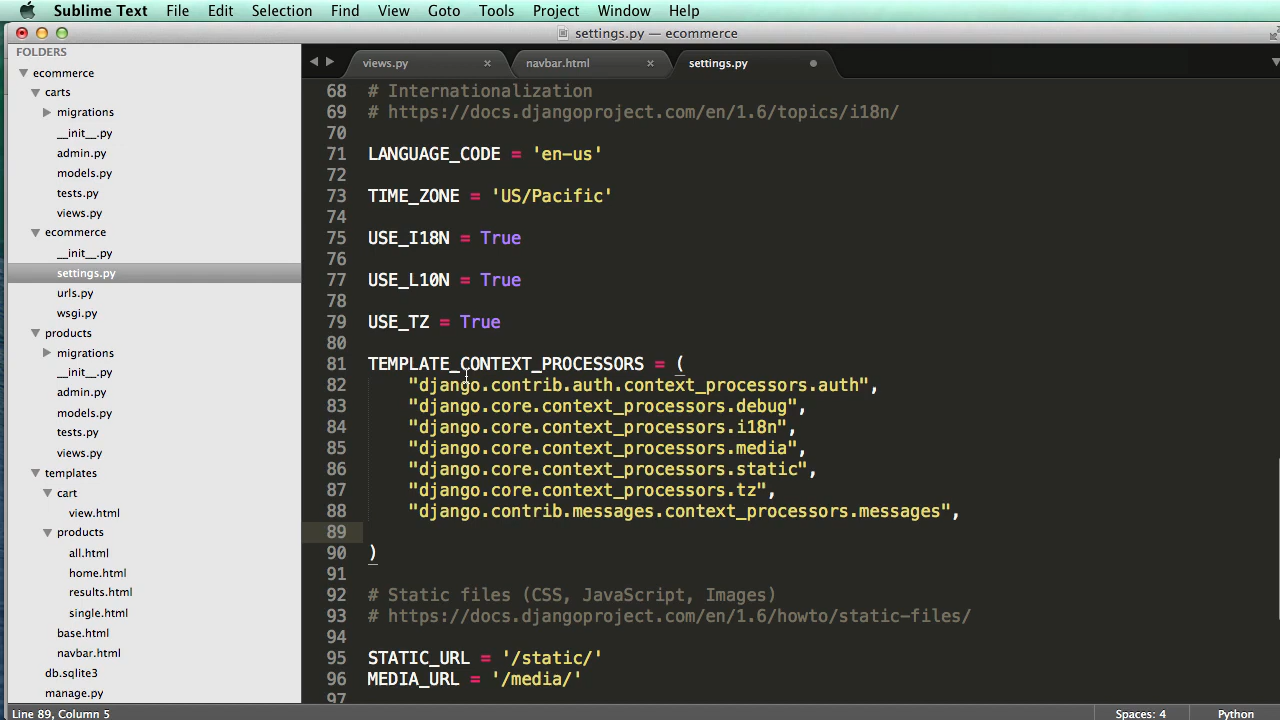 Sublime Text File Edit Selection Find View Goto Tools Project Window Help
settings.py — ecommerce
FOLDERS
ecommerce
carts
migrations
__init__.py
admin.py
models.py
tests.py
views.py
ecommerce
__init__.py
settings.py
urls.py
wsgi.py
products
migrations
__init__.py
admin.py
models.py
tests.py
views.py
templates
cart
view.html
products
all.html
home.html
results.html
single.html
base.html
navbar.html
db.sqlite3
manage.py
views.py × navbar.html × settings.py
68 # Internationalization
69 # https://docs.djangoproject.com/en/1.6/topics/i18n/
70
71 LANGUAGE_CODE = 'en-us'
72
73 TIME_ZONE = 'US/Pacific'
74
75 USE_I18N = True
76
77 USE_L10N = True
78
79 USE_TZ = True
80
81 TEMPLATE_CONTEXT_PROCESSORS = (
82 "django.contrib.auth.context_processors.auth",
83 "django.core.context_processors.debug",
84 "django.core.context_processors.i18n",
85 "django.core.context_processors.media",
86 "django.core.context_processors.static",
87 "django.core.context_processors.tz",
88 "django.contrib.messages.context_processors.messages",
89
90 )
91
92 # Static files (CSS, JavaScript, Images)
93 # https://docs.djangoproject.com/en/1.6/howto/static-files/
94
95 STATIC_URL = '/static/'
96 MEDIA_URL = '/media/'
97
Line 89, Column 5 Spaces: 4 Python